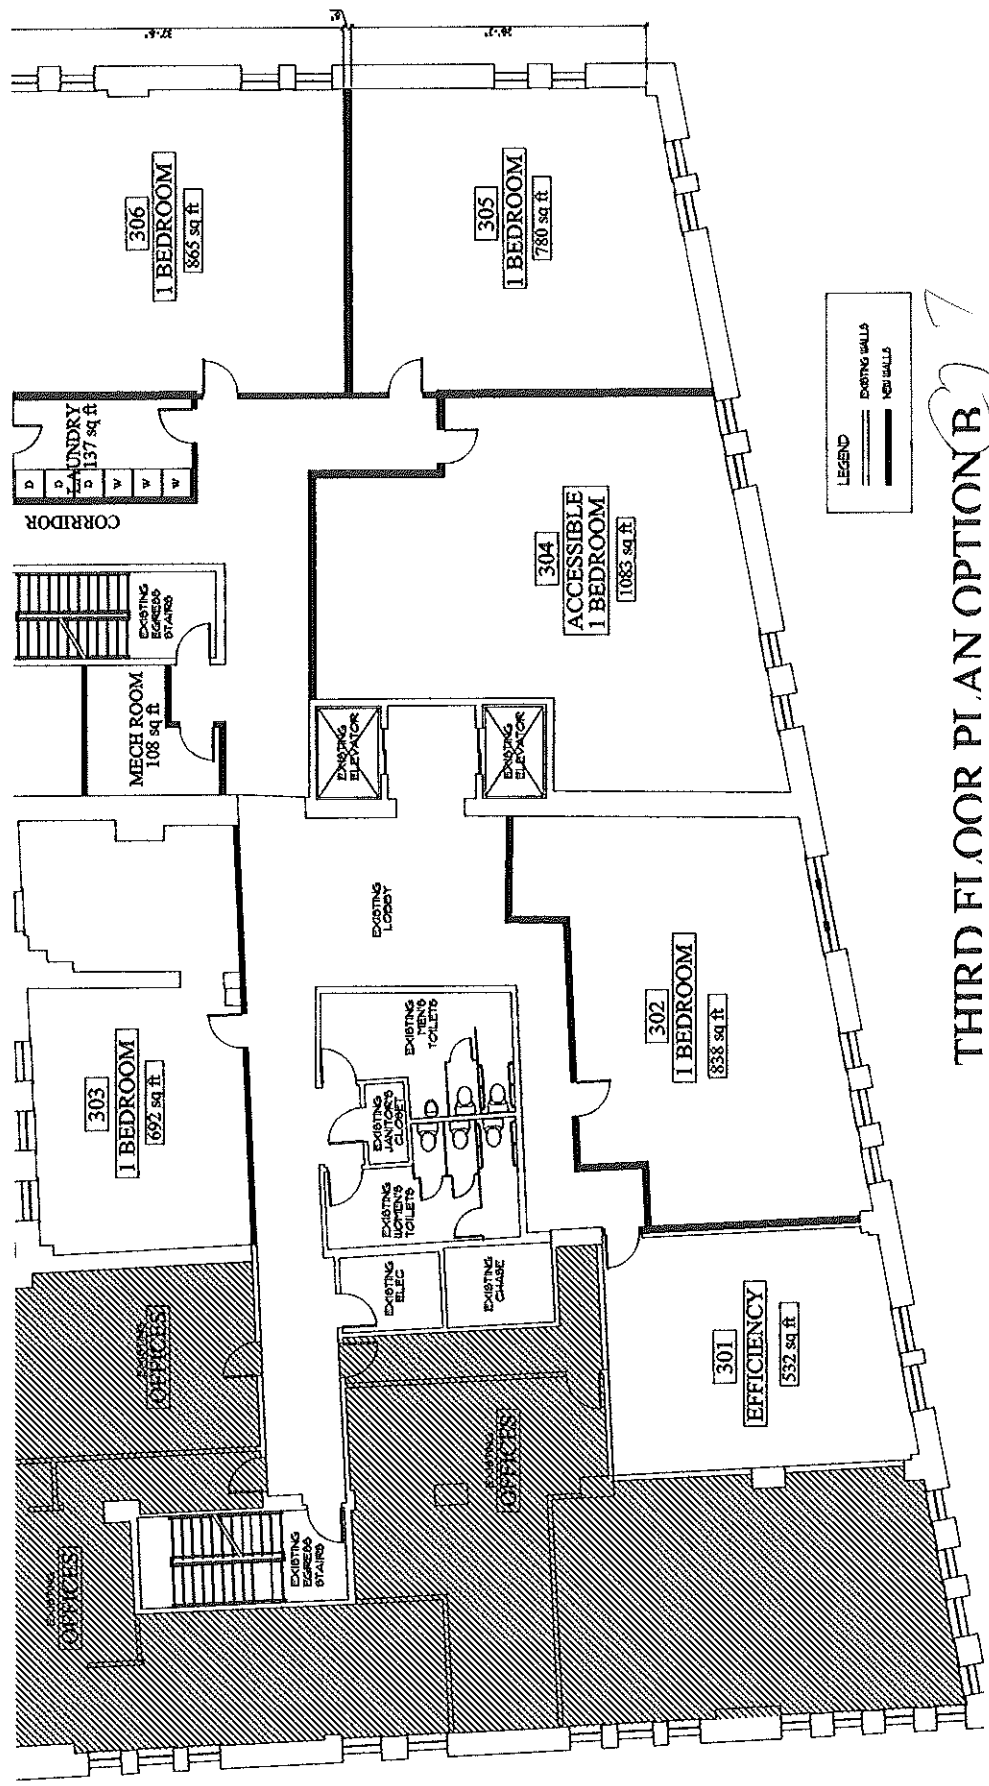 306
1 BEDROOM
865 sq ft
305
1 BEDROOM
780 sq ft
LAUNDRY
137 sq ft
D
D
D
W
W
W
CORRIDOR
EXISTING
EGRESS
STAIRS
MECH ROOM
108 sq ft
304
ACCESSIBLE
1 BEDROOM
1083 sq ft
EXISTING
ELEVATOR
EXISTING
ELEVATOR
EXISTING
LOBBY
303
1 BEDROOM
692 sq ft
302
1 BEDROOM
838 sq ft
EXISTING
MEN'S
TOILETS
EXISTING
JANITOR'S
CLOSET
EXISTING
WOMEN'S
TOILETS
EXISTING
ELEC
EXISTING
CHASE
301
EFFICIENCY
532 sq ft
EXISTING
OFFICES
EXISTING
OFFICES
EXISTING
OFFICES
EXISTING
EGRESS
STAIRS
LEGEND
EXISTING WALLS
NEW WALLS
THIRD FLOOR PLAN OPTION B